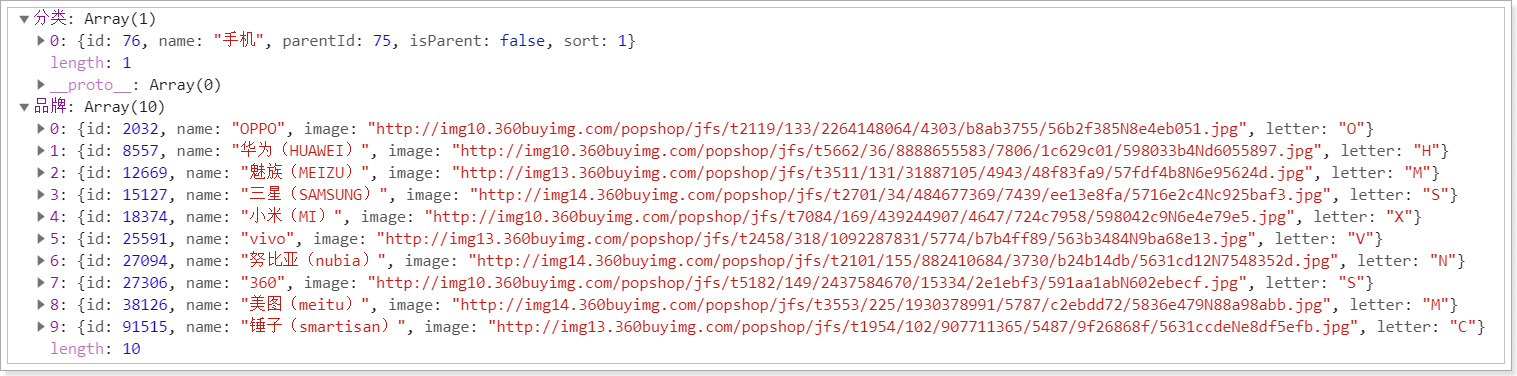 ▼分类: Array(1)
▶0: {id: 76, name: "手机", parentId: 75, isParent: false, sort: 1}
length: 1
▶__proto__: Array(0)
▼品牌: Array(10)
▶0: {id: 2032, name: "OPPO", image: "http://img10.360buyimg.com/popshop/jfs/t2119/133/2264148064/4303/b8ab3755/56b2f385N8e4eb051.jpg", letter: "O"}
▶1: {id: 8557, name: "华为（HUAWEI）", image: "http://img10.360buyimg.com/popshop/jfs/t5662/36/8888655583/7806/1c629c01/598033b4Nd6055897.jpg", letter: "H"}
▶2: {id: 12669, name: "魅族（MEIZU）", image: "http://img13.360buyimg.com/popshop/jfs/t3511/131/31887105/4943/48f83fa9/57fdf4b8N6e95624d.jpg", letter: "M"}
▶3: {id: 15127, name: "三星（SAMSUNG）", image: "http://img14.360buyimg.com/popshop/jfs/t2701/34/484677369/7439/ee13e8fa/5716e2c4Nc925baf3.jpg", letter: "S"}
▶4: {id: 18374, name: "小米（MI）", image: "http://img10.360buyimg.com/popshop/jfs/t7084/169/439244907/4647/724c7958/598042c9N6e4e79e5.jpg", letter: "X"}
▶5: {id: 25591, name: "vivo", image: "http://img13.360buyimg.com/popshop/jfs/t2458/318/1092287831/5774/b7b4ff89/563b3484N9ba68e13.jpg", letter: "V"}
▶6: {id: 27094, name: "努比亚（nubia）", image: "http://img14.360buyimg.com/popshop/jfs/t2101/155/882410684/3730/b24b14db/5631cd12N7548352d.jpg", letter: "N"}
▶7: {id: 27306, name: "360", image: "http://img10.360buyimg.com/popshop/jfs/t5182/149/2437584670/15334/2e1ebf3/591aa1abN602ebecf.jpg", letter: "S"}
▶8: {id: 38126, name: "美图（meitu）", image: "http://img14.360buyimg.com/popshop/jfs/t3553/225/1930378991/5787/c2ebdd72/5836e479N88a98abb.jpg", letter: "M"}
▶9: {id: 91515, name: "锤子（smartisan）", image: "http://img13.360buyimg.com/popshop/jfs/t1954/102/907711365/5487/9f26868f/5631ccdeNe8df5efb.jpg", letter: "C"}
length: 10